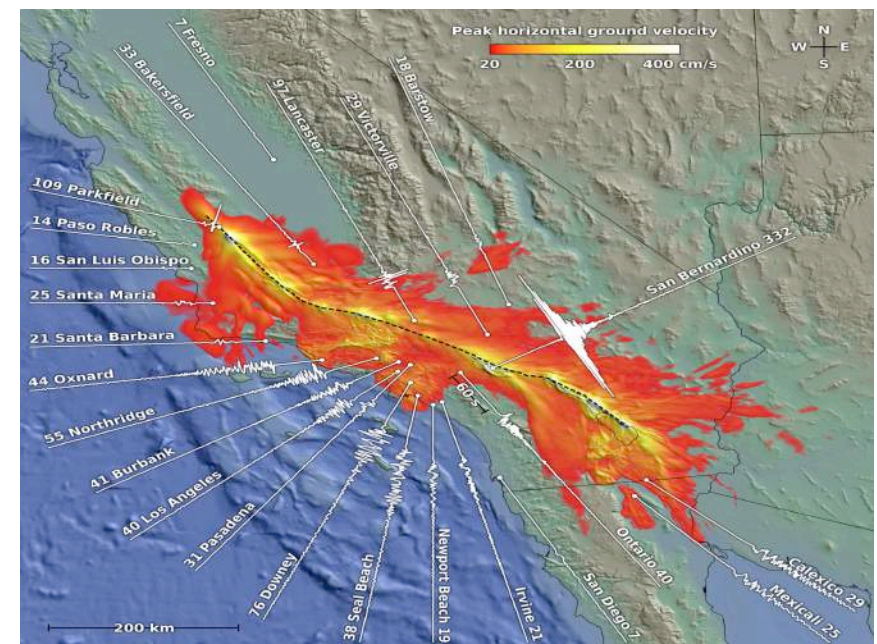 Peak horizontal ground velocity
20 200 400 cm/s
N
W E
S
7 Fresno
33 Bakersfield
97 Lancaster
29 Victorville
18 Barstow
109 Parkfield
14 Paso Robles
16 San Luis Obispo
25 Santa Maria
21 Santa Barbara
44 Oxnard
55 Northridge
41 Burbank
40 Los Angeles
31 Pasadena
76 Downey
38 Seal Beach
Newport Beach 19
Irvine 21
San Diego 7
Ontario 40
Mexicali 25
Calexico 29
San Bernardino 332
60 s
200 km